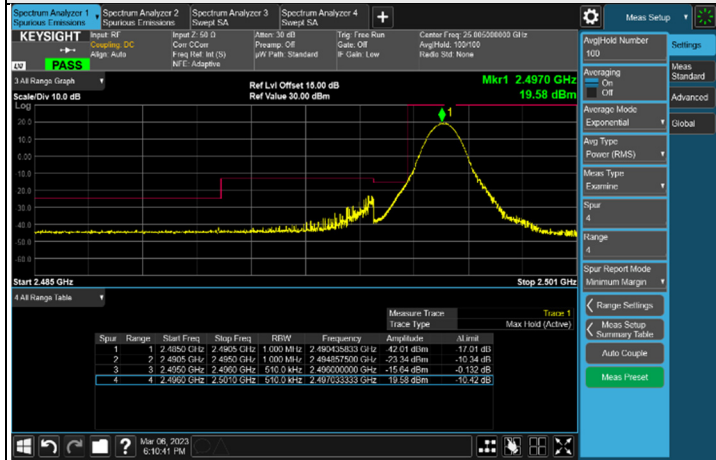 Spectrum Analyzer 1
Spurious Emissions
Spectrum Analyzer 2
Spurious Emissions
Spectrum Analyzer 3
Swept SA
Spectrum Analyzer 4
Swept SA
+
Meas Setup
KEYSIGHT
PASS
Input: RF
Coupling: DC
Align: Auto
Input Z: 50 Ω
Corr CCorr
Freq Ref: Int (S)
NFE: Adaptive
Atten: 30 dB
Preamp: Off
µW Path: Standard
Trig: Free Run
Gate: Off
IF Gain: Low
Center Freq: 25.005000000 GHz
Avg|Hold: 100/100
Radio Std: None
3 All Range Graph
Scale/Div 10.0 dB
Ref Lvl Offset 15.00 dB
Ref Value 30.00 dBm
Mkr1 2.4970 GHz
19.58 dBm
Log
20.0
10.0
0.00
-10.0
-20.0
-30.0
-40.0
-50.0
-60.0
1
Start 2.485 GHz
Stop 2.501 GHz
4 All Range Table
Measure Trace Trace 1
Trace Type Max Hold (Active)
Spur Range Start Freq Stop Freq RBW Frequency Amplitude ΔLimit
1 1 2.4850 GHz 2.4905 GHz 1.000 MHz 2.490435833 GHz -42.01 dBm -17.01 dB
2 2 2.4905 GHz 2.4950 GHz 1.000 MHz 2.494857500 GHz -23.34 dBm -10.34 dB
3 3 2.4950 GHz 2.4960 GHz 510.0 kHz 2.496000000 GHz -15.64 dBm -0.132 dB
4 4 2.4960 GHz 2.5010 GHz 510.0 kHz 2.497033333 GHz 19.58 dBm -10.42 dB
Avg|Hold Number
100
Averaging
On
Off
Average Mode
Exponential
Avg Type
Power (RMS)
Meas Type
Examine
Spur
4
Range
4
Spur Report Mode
Minimum Margin
Range Settings
Meas Setup
Summary Table
Auto Couple
Meas Preset
Settings
Meas
Standard
Advanced
Global
?
Mar 06, 2023
6:10:41 PM